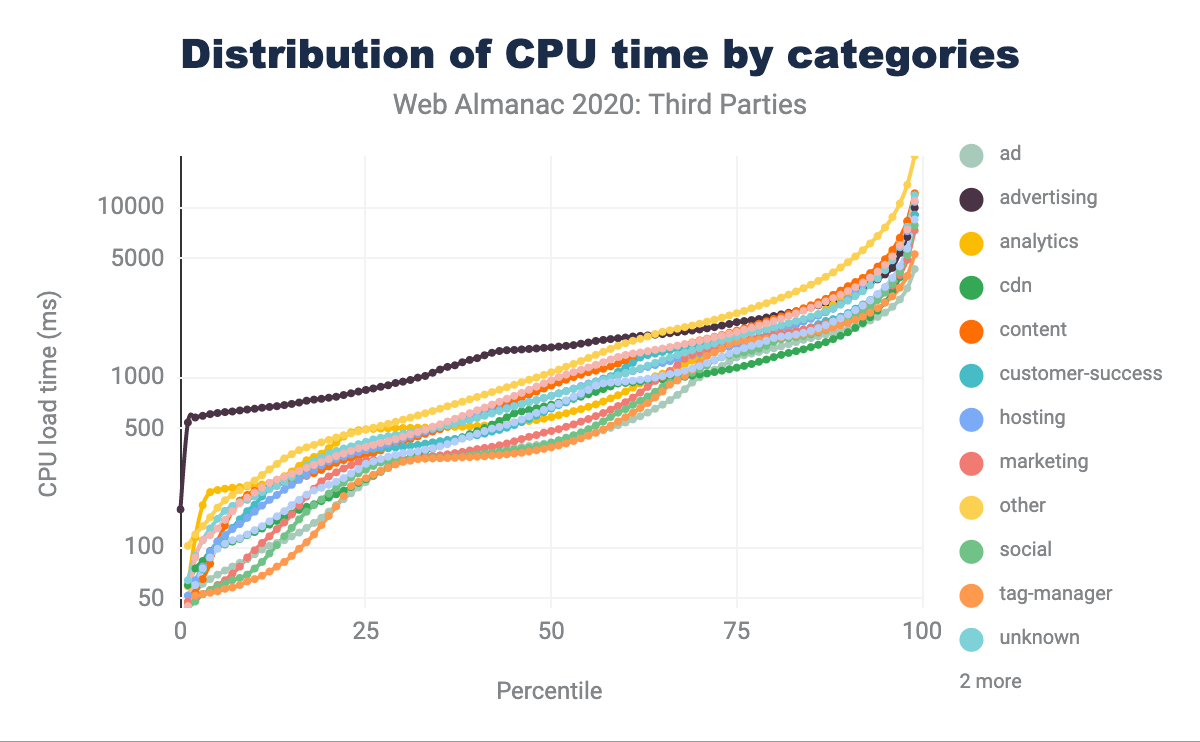 Distribution of CPU time by categories
Web Almanac 2020: Third Parties
CPU load time (ms)
10000
5000
1000
500
100
50
0
25
50
75
100
Percentile
ad
advertising
analytics
cdn
content
customer-success
hosting
marketing
other
social
tag-manager
unknown
2 more